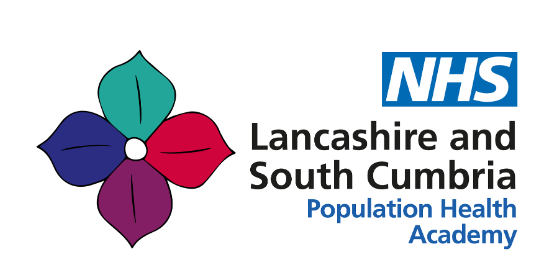 NHS
Lancashire and
South Cumbria
Population Health
Academy